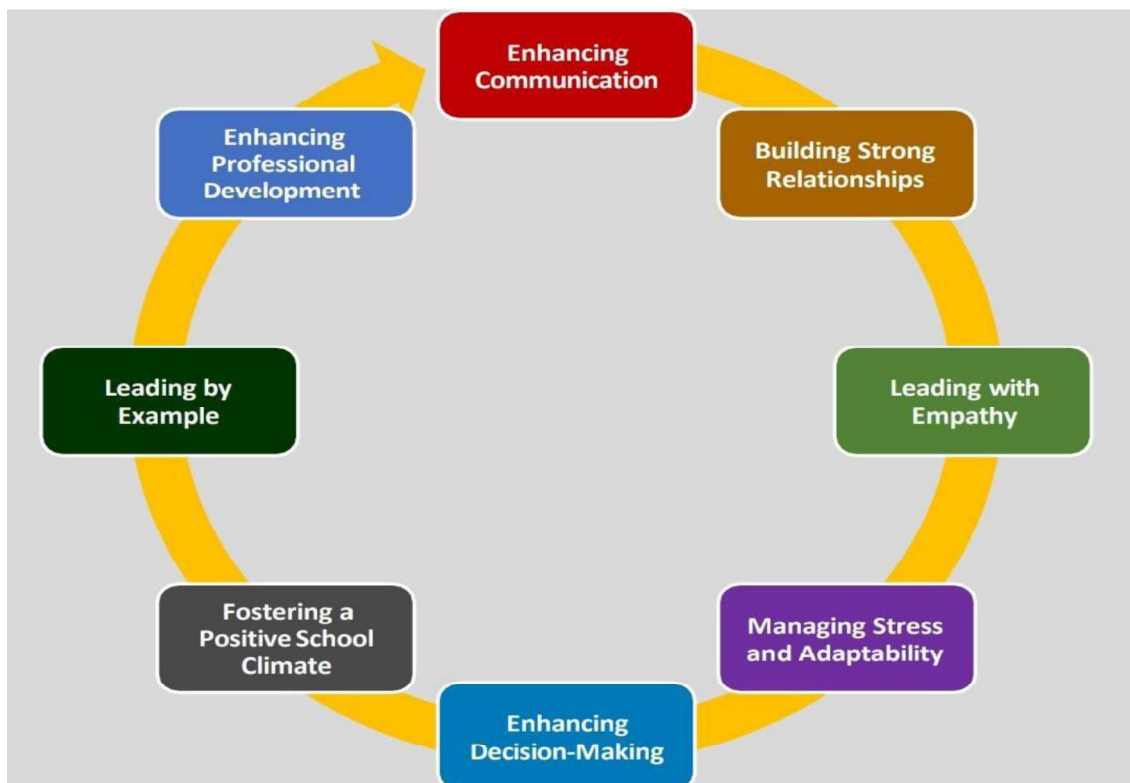 Enhancing
Communication
Building Strong
Relationships
Leading with
Empathy
Managing Stress
and Adaptability
Enhancing
Decision-Making
Fostering a
Positive School
Climate
Leading by
Example
Enhancing
Professional
Development